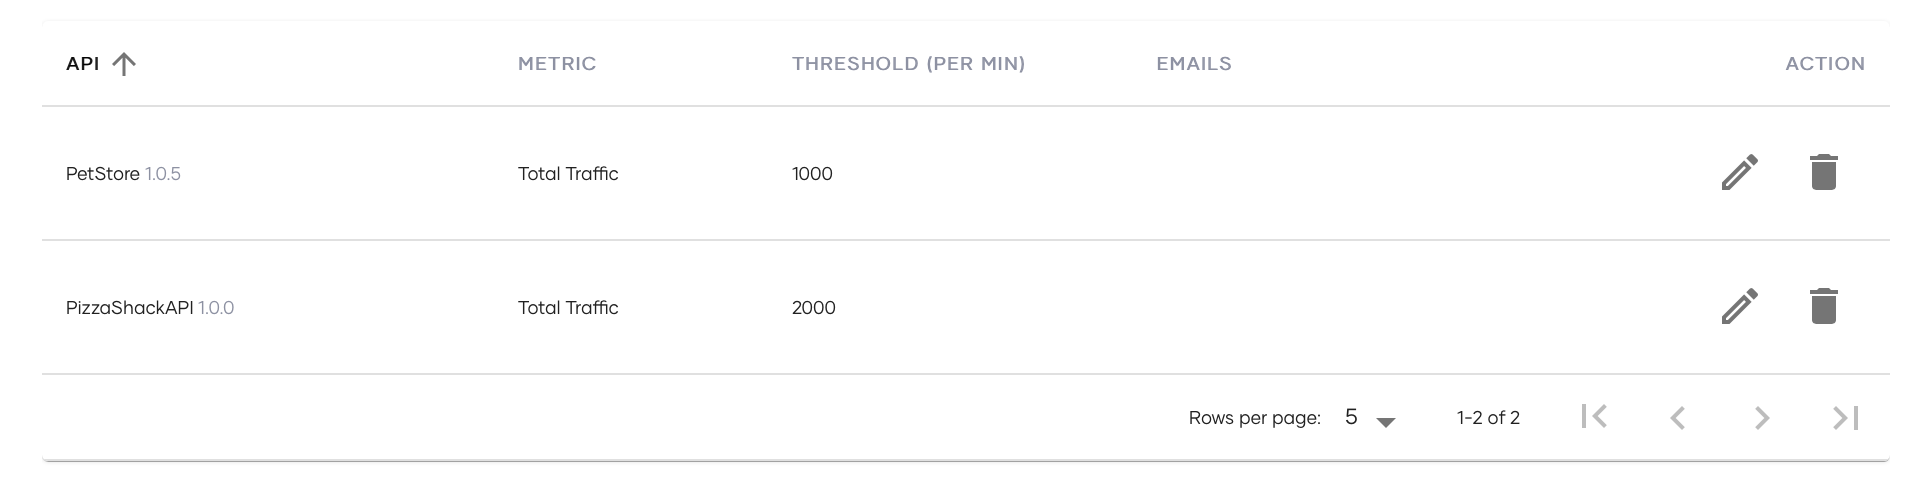 API METRIC THRESHOLD (PER MIN) EMAILS ACTION
PetStore 1.0.5 Total Traffic 1000
PizzaShackAPI 1.0.0 Total Traffic 2000
Rows per page: 5 1-2 of 2